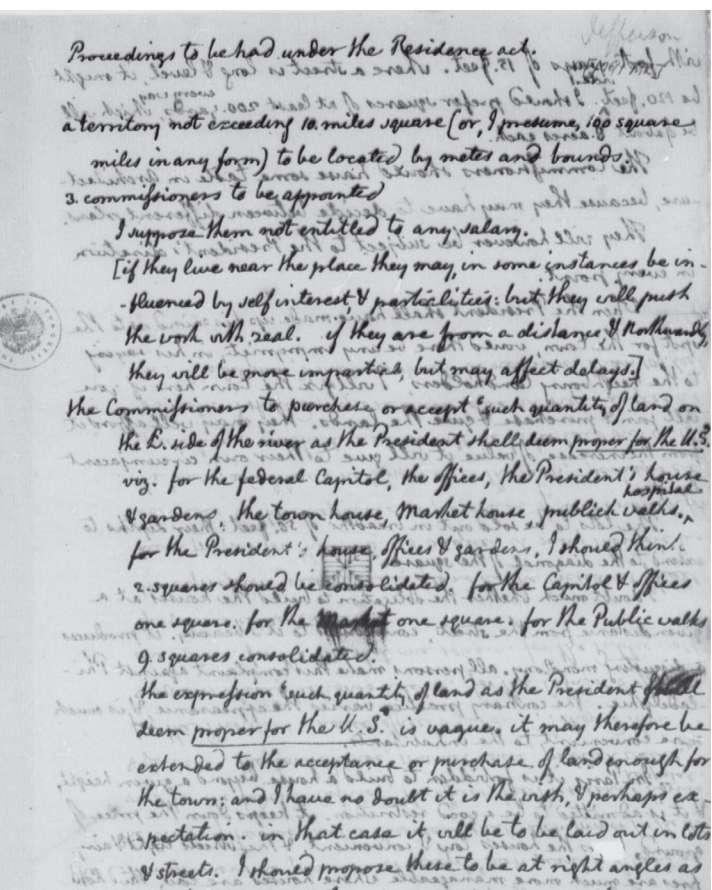 Jefferson
Proceedings to be had under the Residence act.
a territory not exceeding 10. miles square (or, I presume, 100 square
miles in any form) to be located by metes and bounds.
3. commissioners to be appointed
I suppose them not entitled to any salary.
[if they live near the place they may, in some instances be in-
-fluenced by self interest & partialities: but they will push
the work with zeal. if they are from a distance & Northwardly,
they will be more impartial, but may affect delays.]
the Commissioners to purchase or accept "such quantity of land on
the E. side of the river as the President shall deem proper for the U.S."
viz. for the federal Capitol, the offices, the President's house
& gardens, the town house, Market house publick walks, hospital.
for the President's house, offices & gardens, I should think
2. squares should be consolidated. for the Capitol & offices
one square. for the Market one square. for the Public walks
9. squares consolidated.
the expression "such quantity of land as the President shall
deem proper for the U.S." is vague. it may therefore be
extended to the acceptance or purchase of land enough for
the town: and I have no doubt it is the wish, & perhaps ex-
pectation. in that case it will be to be laid out in lots
& streets. I should propose these to be at right angles as